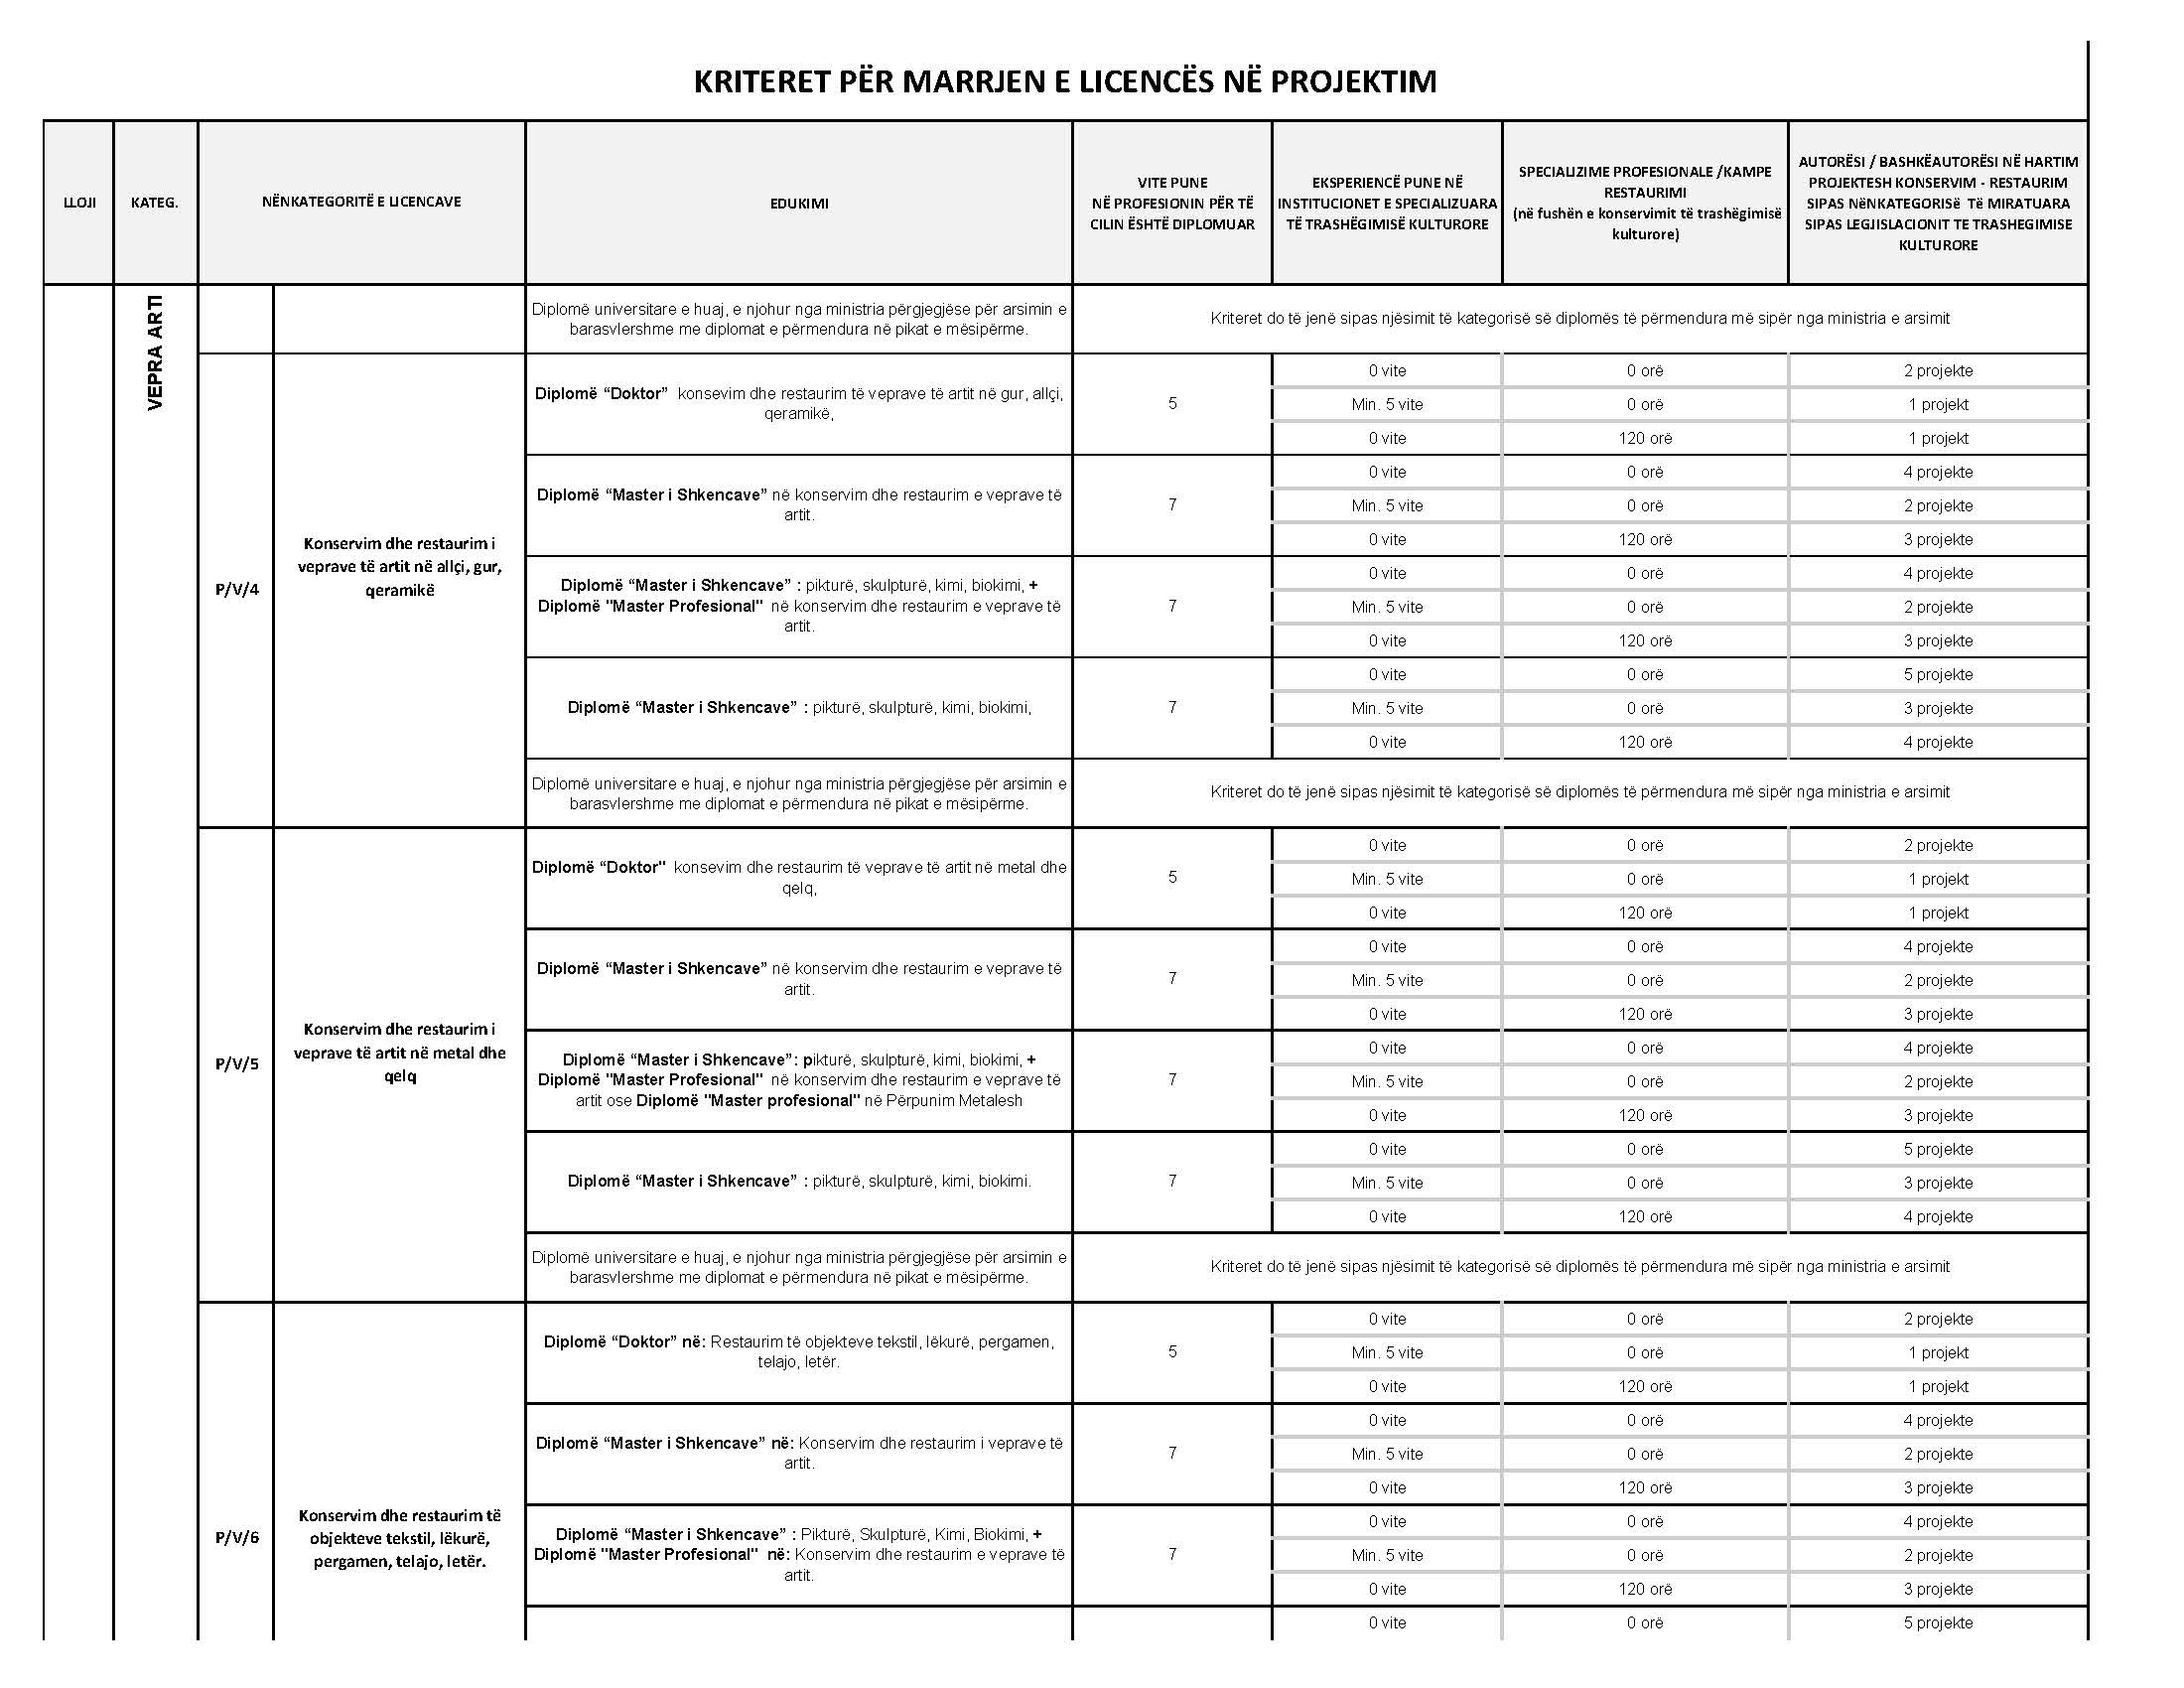 KRITERET PËR MARRJEN E LICENCËS NË PROJEKTIM
LLOJI
KATEG.
NËNKATEGORITË E LICENCAVE
EDUKIMI
VITE PUNE
NË PROFESIONIN PËR TË
CILIN ËSHTË DIPLOMUAR
EKSPERIENCË PUNE NË
INSTITUCIONET E SPECIALIZUARA
TË TRASHËGIMISË KULTURORE
SPECIALIZIME PROFESIONALE /KAMPE
RESTAURIMI
(në fushën e konservimit të trashëgimisë
kulturore)
AUTORËSI / BASHKËAUTORËSI NË HARTIM
PROJEKTESH KONSERVIM - RESTAURIM
SIPAS NëNKATEGORISë Të MIRATUARA
SIPAS LEGJISLACIONIT TE TRASHEGIMISE
KULTURORE
VEPRA ARTI
Diplomë universitare e huaj, e njohur nga ministria përgjegjëse për arsimin e
barasvlershme me diplomat e përmendura në pikat e mësipërme.
Kriteret do të jenë sipas njësimit të kategorisë së diplomës të përmendura më sipër nga ministria e arsimit
P/V/4
Konservim dhe restaurim i
veprave të artit në allçi, gur,
qeramikë
Diplomë “Doktor” konsevim dhe restaurim të veprave të artit në gur, allçi,
qeramikë,
5
0 vite 0 orë 2 projekte
Min. 5 vite 0 orë 1 projekt
0 vite 120 orë 1 projekt
Diplomë “Master i Shkencave” në konservim dhe restaurim e veprave të
artit.
7
0 vite 0 orë 4 projekte
Min. 5 vite 0 orë 2 projekte
0 vite 120 orë 3 projekte
Diplomë “Master i Shkencave” : pikturë, skulpturë, kimi, biokimi, +
Diplomë "Master Profesional" në konservim dhe restaurim e veprave të
artit.
7
0 vite 0 orë 4 projekte
Min. 5 vite 0 orë 2 projekte
0 vite 120 orë 3 projekte
Diplomë “Master i Shkencave” : pikturë, skulpturë, kimi, biokimi,
7
0 vite 0 orë 5 projekte
Min. 5 vite 0 orë 3 projekte
0 vite 120 orë 4 projekte
Diplomë universitare e huaj, e njohur nga ministria përgjegjëse për arsimin e
barasvlershme me diplomat e përmendura në pikat e mësipërme.
Kriteret do të jenë sipas njësimit të kategorisë së diplomës të përmendura më sipër nga ministria e arsimit
P/V/5
Konservim dhe restaurim i
veprave të artit në metal dhe
qelq
Diplomë “Doktor" konsevim dhe restaurim të veprave të artit në metal dhe
qelq,
5
0 vite 0 orë 2 projekte
Min. 5 vite 0 orë 1 projekt
0 vite 120 orë 1 projekt
Diplomë “Master i Shkencave” në konservim dhe restaurim e veprave të
artit.
7
0 vite 0 orë 4 projekte
Min. 5 vite 0 orë 2 projekte
0 vite 120 orë 3 projekte
Diplomë “Master i Shkencave”: pikturë, skulpturë, kimi, biokimi, +
Diplomë "Master Profesional" në konservim dhe restaurim e veprave të
artit ose Diplomë "Master profesional" në Përpunim Metalesh
7
0 vite 0 orë 4 projekte
Min. 5 vite 0 orë 2 projekte
0 vite 120 orë 3 projekte
Diplomë “Master i Shkencave” : pikturë, skulpturë, kimi, biokimi.
7
0 vite 0 orë 5 projekte
Min. 5 vite 0 orë 3 projekte
0 vite 120 orë 4 projekte
Diplomë universitare e huaj, e njohur nga ministria përgjegjëse për arsimin e
barasvlershme me diplomat e përmendura në pikat e mësipërme.
Kriteret do të jenë sipas njësimit të kategorisë së diplomës të përmendura më sipër nga ministria e arsimit
P/V/6
Konservim dhe restaurim të
objekteve tekstil, lëkurë,
pergamen, telajo, letër.
Diplomë “Doktor” në: Restaurim të objekteve tekstil, lëkurë, pergamen,
telajo, letër.
5
0 vite 0 orë 2 projekte
Min. 5 vite 0 orë 1 projekt
0 vite 120 orë 1 projekt
Diplomë “Master i Shkencave” në: Konservim dhe restaurim i veprave të
artit.
7
0 vite 0 orë 4 projekte
Min. 5 vite 0 orë 2 projekte
0 vite 120 orë 3 projekte
Diplomë “Master i Shkencave” : Pikturë, Skulpturë, Kimi, Biokimi, +
Diplomë "Master Profesional" në: Konservim dhe restaurim e veprave të
artit.
7
0 vite 0 orë 4 projekte
Min. 5 vite 0 orë 2 projekte
0 vite 120 orë 3 projekte
0 vite 0 orë 5 projekte